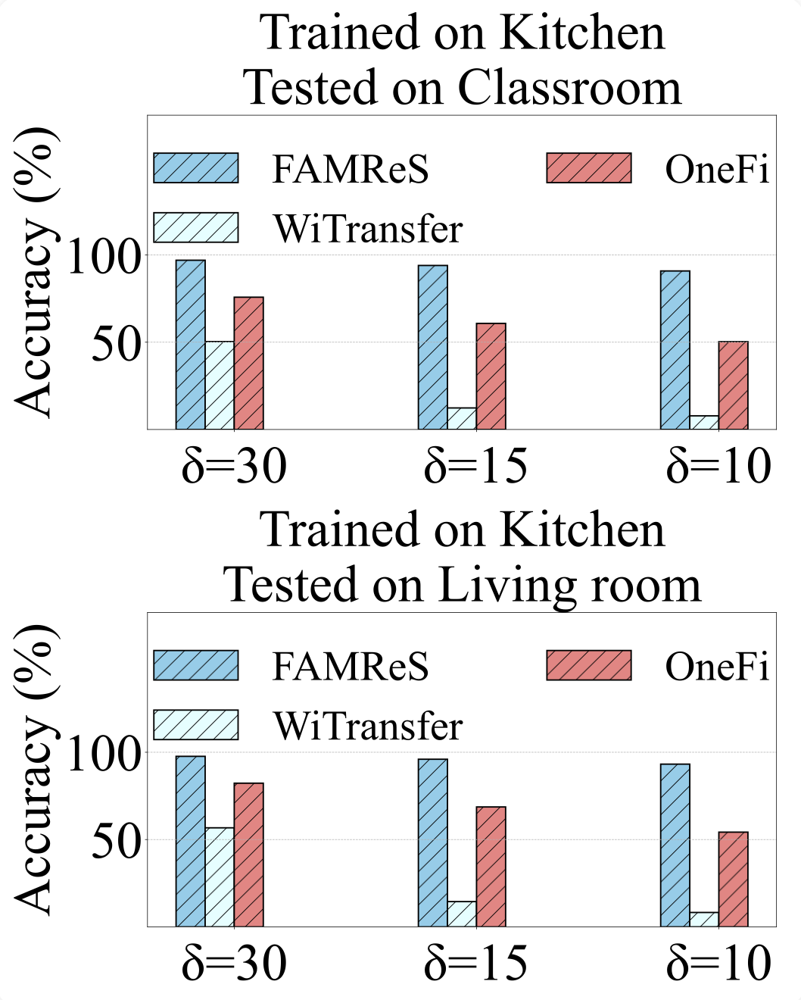 Trained on Kitchen
Tested on Classroom
Accuracy (%)
FAMReS
OneFi
WiTransfer
100
50
δ=30
δ=15
δ=10
Trained on Kitchen
Tested on Living room
Accuracy (%)
FAMReS
OneFi
WiTransfer
100
50
δ=30
δ=15
δ=10